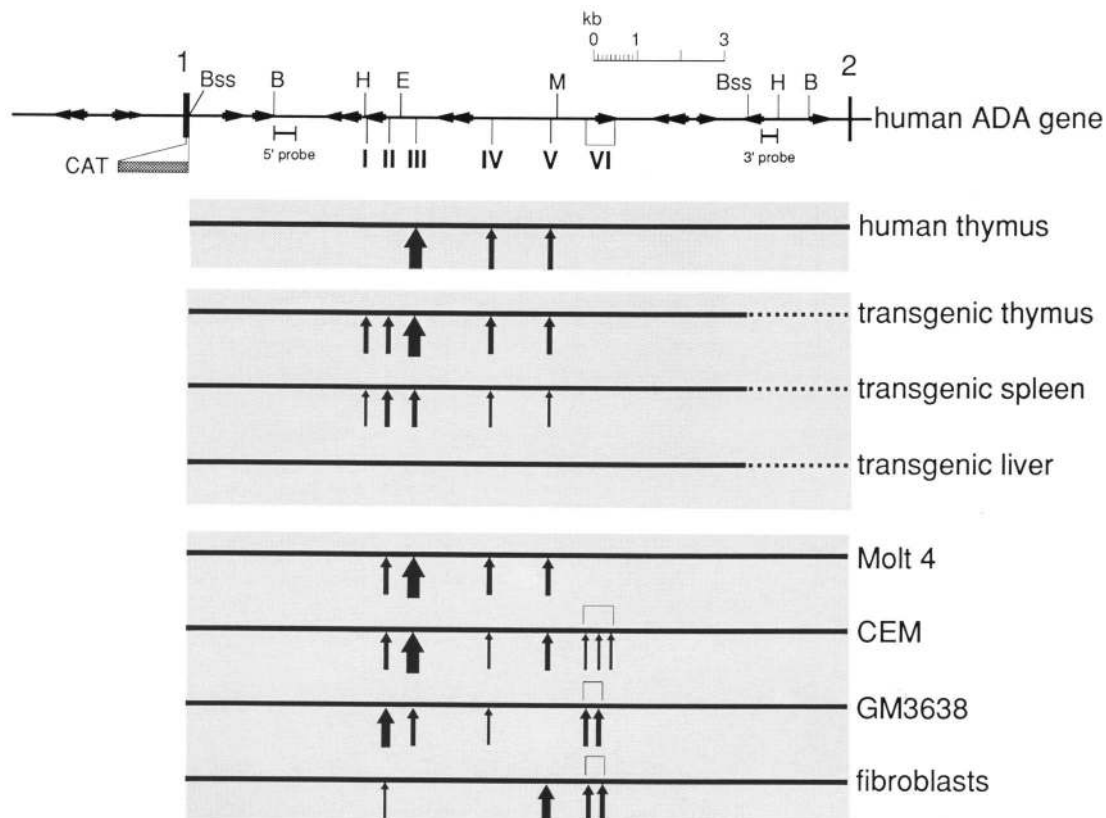 kb
0 1 3
1 Bss B H E M Bss H B 2
human ADA gene
CAT 5' probe I II III IV V VI 3' probe
human thymus
transgenic thymus
transgenic spleen
transgenic liver
Molt 4
CEM
GM3638
fibroblasts